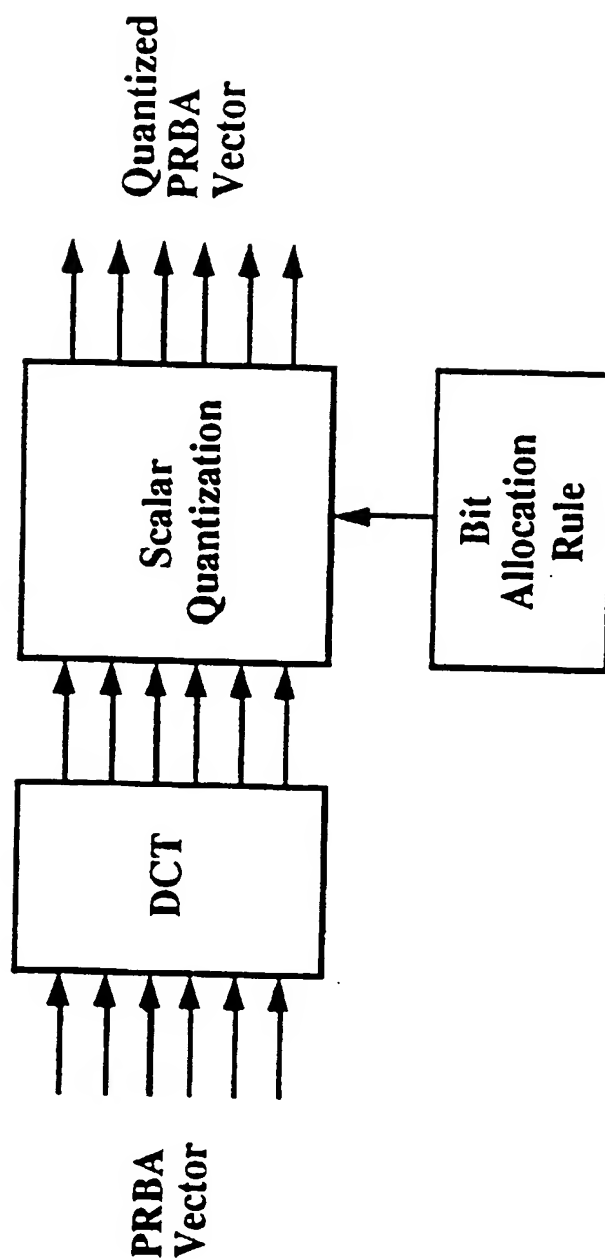 PRBA
Vector
DCT
Scalar
Quantization
Bit
Allocation
Rule
Quantized
PRBA
Vector